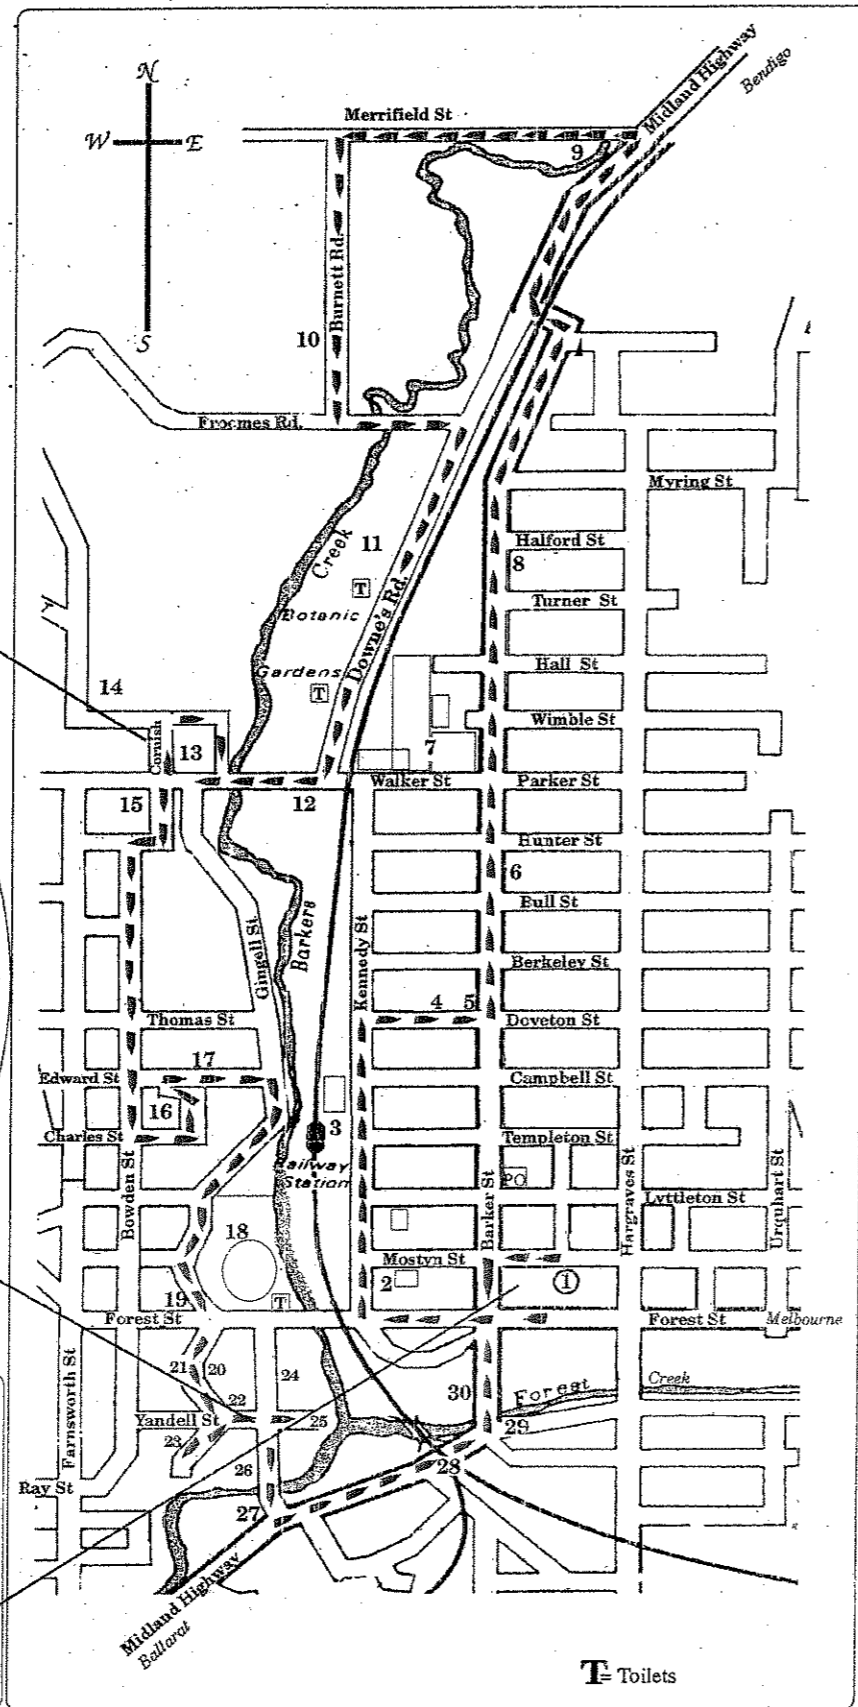 N
W E
S
Merrifield St
Midland Highway
Bendigo
9
Burnett Rd.
10
Froomes Rd.
Myring St
Creek
11
Halford St
8
T
Botanic
Downe's Rd.
Turner St
Gardens
T
Hall St
14
Wimble St
Cornish
13
7
Walker St
Parker St
15
12
Hunter St
6
Bull St
Gingell St
Barkers
Kennedy St
Berkeley St
Thomas St
4
5
Doveton St
17
Edward St
Campbell St
16
3
Charles St
Templeton St
Railway
Station
PO
Bowden St
Barker St
Hargraves St
Urquhart St
Lyttleton St
18
Mostyn St
2
1
19
T
Forest St
Forest St
Melbourne
Farnsworth St
21
20
24
22
30
Forest
Creek
Yandell St
25
29
23
26
28
Ray St
27
Midland Highway
Ballarat
T= Toilets